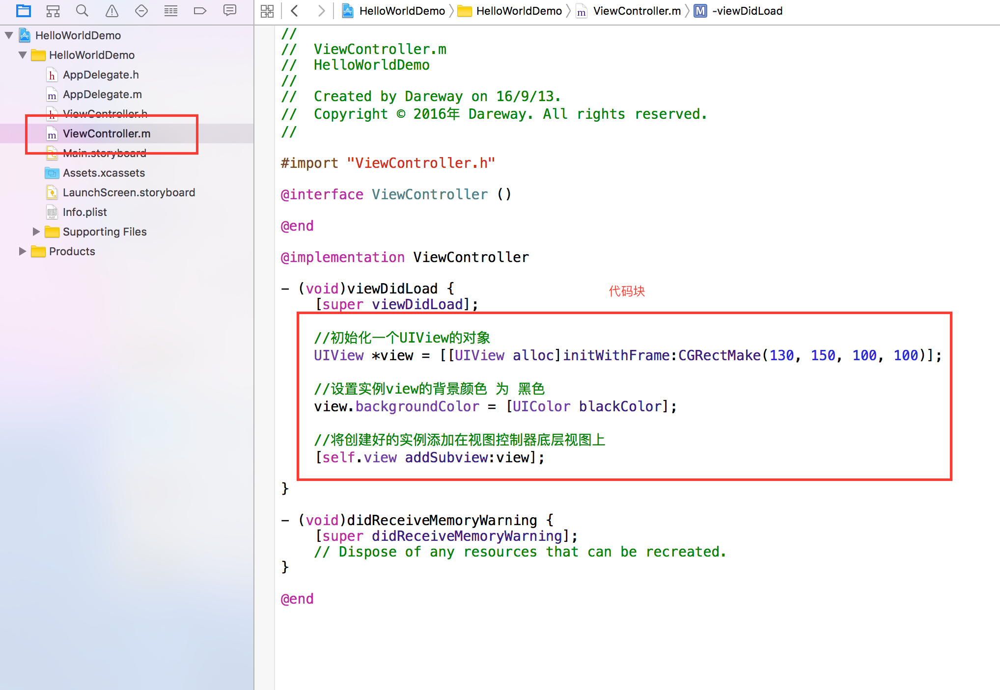 HelloWorldDemo
HelloWorldDemo
AppDelegate.h
AppDelegate.m
ViewController.h
ViewController.m
Main.storyboard
Assets.xcassets
LaunchScreen.storyboard
Info.plist
Supporting Files
Products
HelloWorldDemo HelloWorldDemo ViewController.m M -viewDidLoad
//
//  ViewController.m
//  HelloWorldDemo
//
//  Created by Dareway on 16/9/13.
//  Copyright © 2016年 Dareway. All rights reserved.
//
#import "ViewController.h"
@interface ViewController ()
@end
@implementation ViewController
- (void)viewDidLoad {
代码块
    [super viewDidLoad];
    //初始化一个UIView的对象
    UIView *view = [[UIView alloc]initWithFrame:CGRectMake(130, 150, 100, 100)];
    //设置实例view的背景颜色 为 黑色
    view.backgroundColor = [UIColor blackColor];
    //将创建好的实例添加在视图控制器底层视图上
    [self.view addSubview:view];
}
- (void)didReceiveMemoryWarning {
    [super didReceiveMemoryWarning];
    // Dispose of any resources that can be recreated.
}
@end